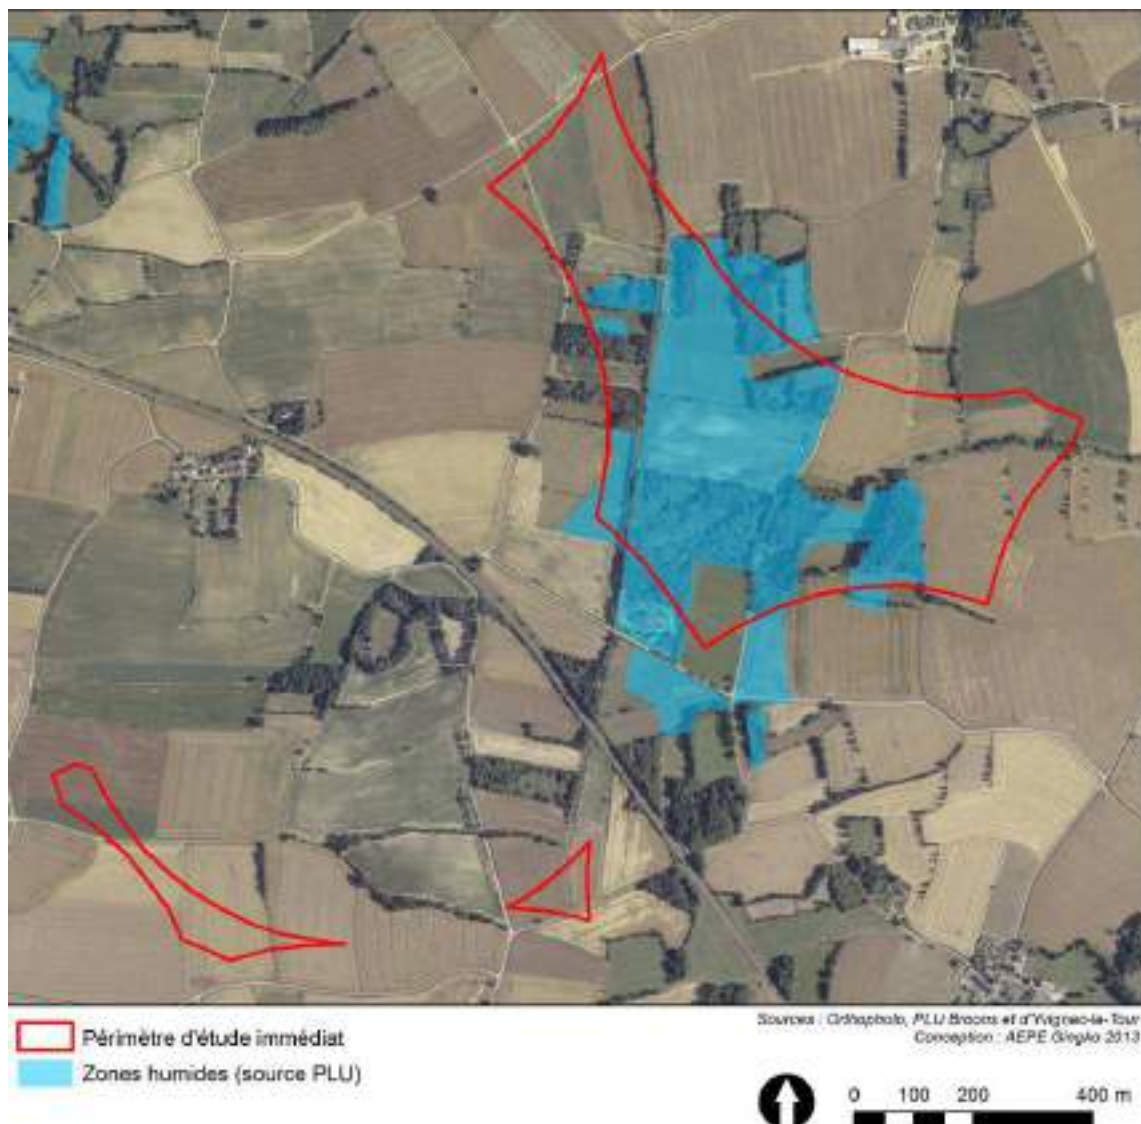 Périmètre d'étude immédiat
Zones humides (source PLU)
Sources : Orthophoto, PLU Broons et d'Yvignac-la-Tour
Conception : AEPE Gingko 2013
0 100 200 400 m